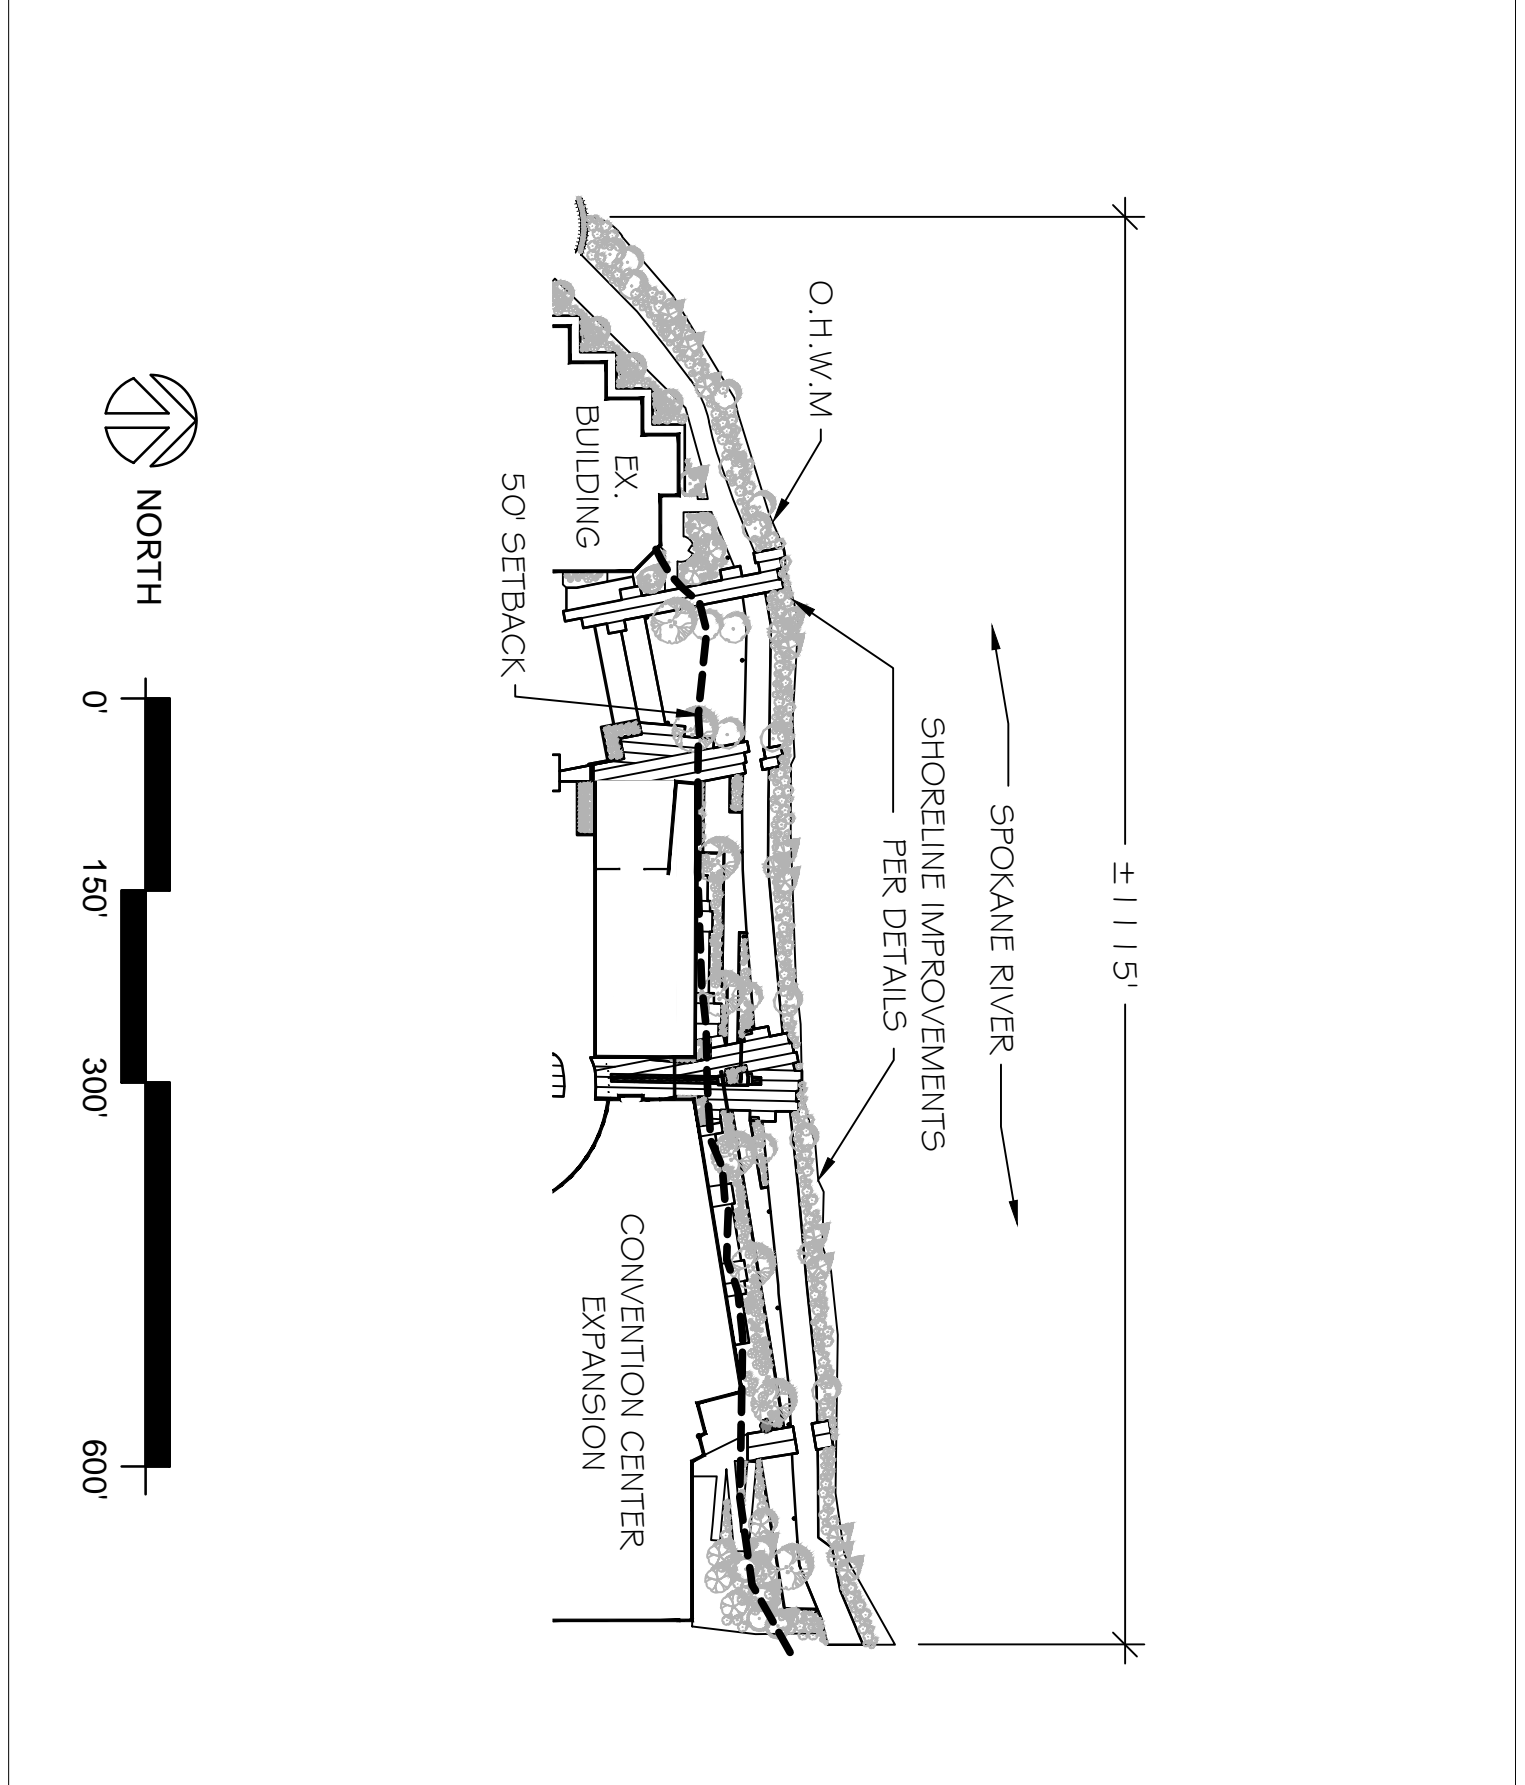 ±1115'
SPOKANE RIVER
SHORELINE IMPROVEMENTS
PER DETAILS
O.H.W.M
EX.
BUILDING
50' SETBACK
CONVENTION CENTER
EXPANSION
NORTH
0' 150' 300' 600'